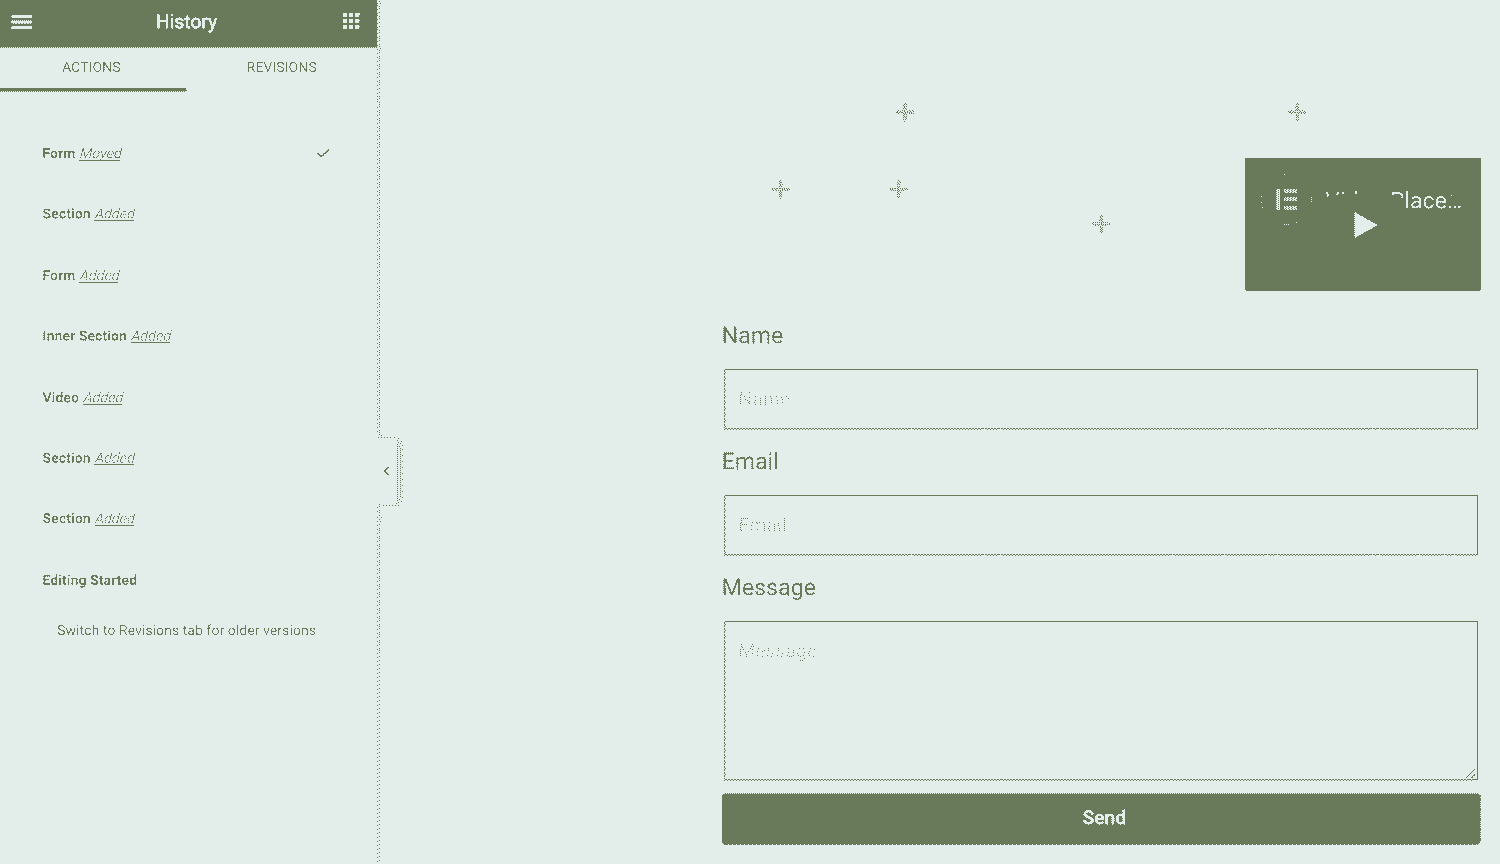 History
ACTIONS
REVISIONS
Form Moved
Section Added
Form Added
Inner Section Added
Video Added
Section Added
Section Added
Editing Started
Switch to Revisions tab for older versions
Place...
Name
Name
Email
Email
Message
Message
Send